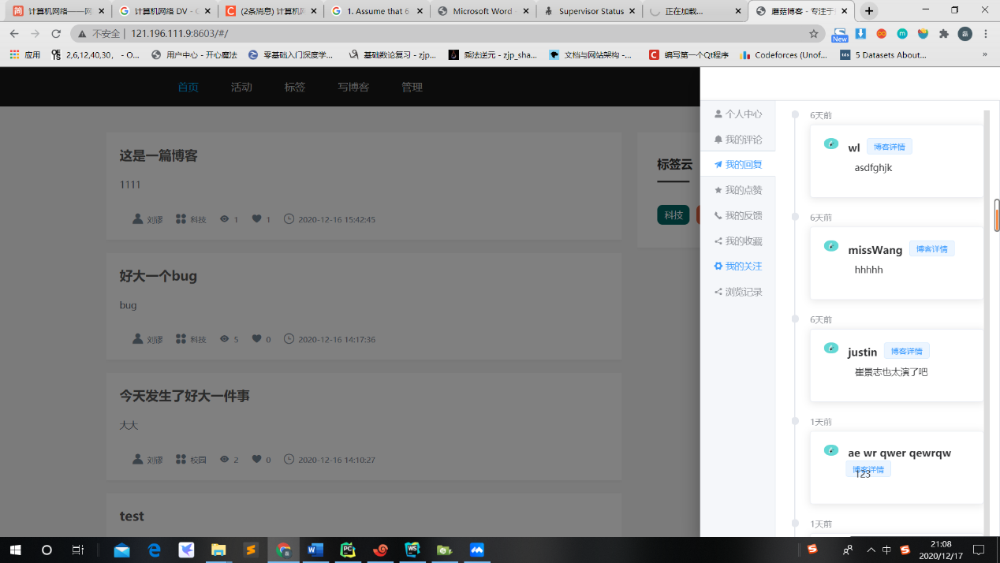 计算机网络——网
计算机网络 DV - C
(2条消息) 计算机网
1. Assume that 6
Microsoft Word -
Supervisor Status
正在加载...
蘑菇博客 - 专注于
不安全 | 121.196.111.9:8603/#/
New
磊
应用
2,6,12,40,30, - O...
用户中心 - 开心魔法
零基础入门深度学...
基础数论复习 - zjp...
乘法逆元 - zjp_sha...
文档与网站架构 -...
编写第一个Qt程序
Codeforces (Unof...
5 Datasets About...
»
首页 活动 标签 写博客 管理
这是一篇博客
1111
刘謬 科技 1 1 2020-12-16 15:42:45
好大一个bug
bug
刘謬 科技 5 0 2020-12-16 14:17:36
今天发生了好大一件事
大大
刘謬 校园 2 0 2020-12-16 14:10:27
test
标签云
科技
个人中心
我的评论
我的回复
我的点赞
我的反馈
我的收藏
我的关注
浏览记录
6天前
wl 博客详情
asdfghjk
6天前
missWang 博客详情
hhhhh
6天前
justin 博客详情
崔景志也太演了吧
1天前
ae wr qwer qewrqw
博客详情
123
1天前
中
21:08
2020/12/17